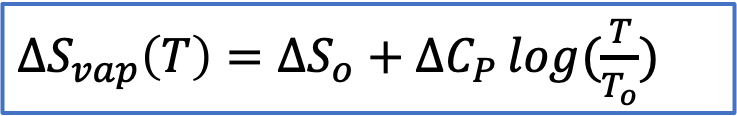 ΔS_vap(T) = ΔS_o + ΔC_P log(T/T_o)